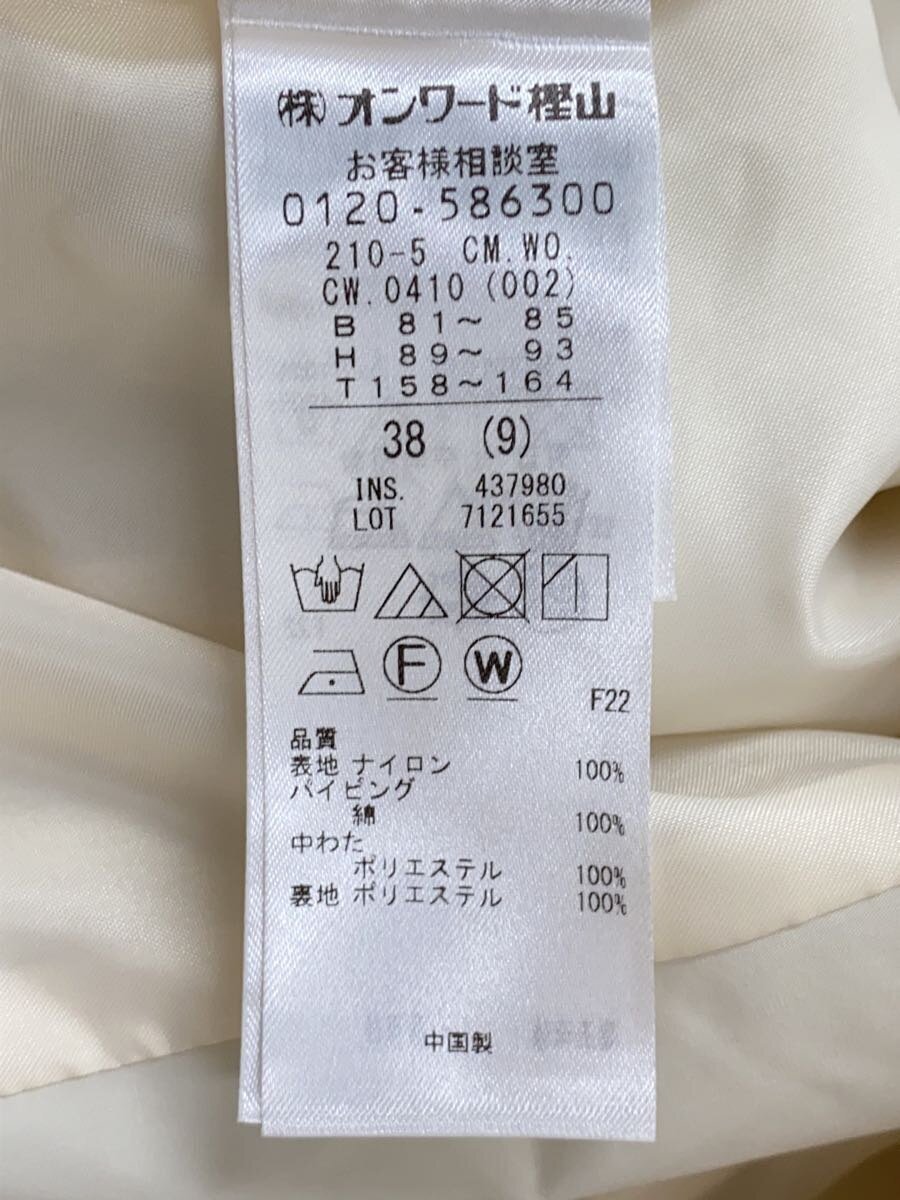 (株)オンワード樫山
お客様相談室
0120-586300
210-5 CM.WO.
CW.0410 (002)
B 81～ 85
H 89～ 93
T158～164
38 (9)
INS. 437980
LOT 7121655
F W
F22
品質
表地 ナイロン 100%
パイピング
綿 100%
中わた
ポリエステル 100%
裏地 ポリエステル 100%
中国製